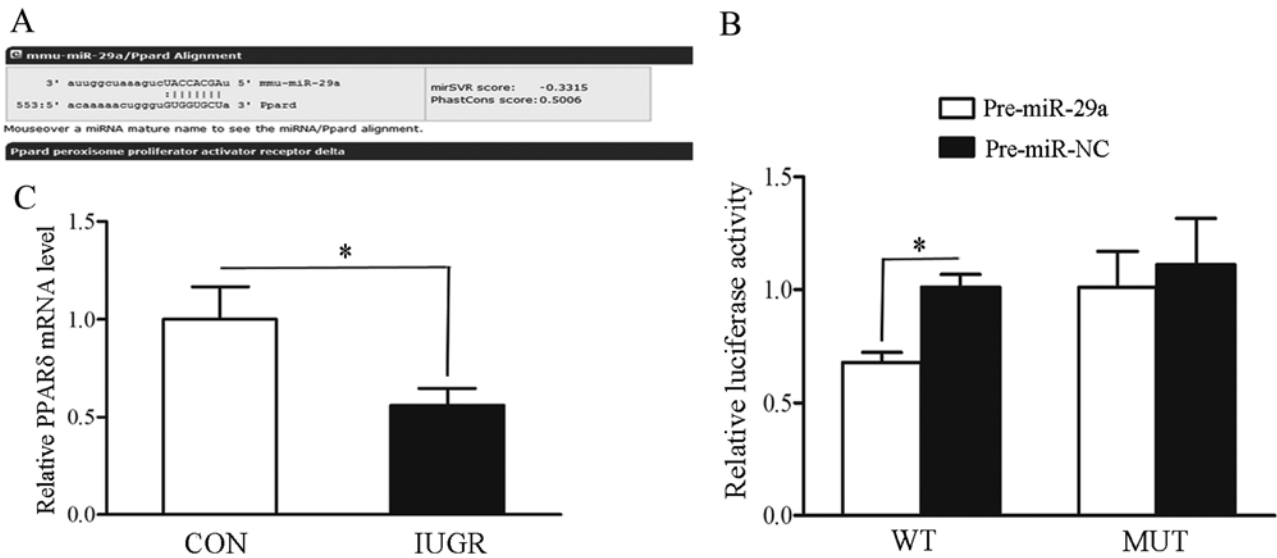 A
mmu-miR-29a/Ppard Alignment
3' auuggcuaaagucUACCACGAu 5' mmu-miR-29a
:|||||||
553:5' acaaaaacuggguGUGGUGCUa 3' Ppard
mirSVR score: -0.3315
PhastCons score: 0.5006
Mouseover a miRNA mature name to see the miRNA/Ppard alignment.
Ppard peroxisome proliferator activator receptor delta
B
Pre-miR-29a
Pre-miR-NC
Relative luciferase activity
1.5
1.0
0.5
0.0
*
WT
MUT
C
Relative PPARδ mRNA level
1.5
1.0
0.5
0.0
*
CON
IUGR